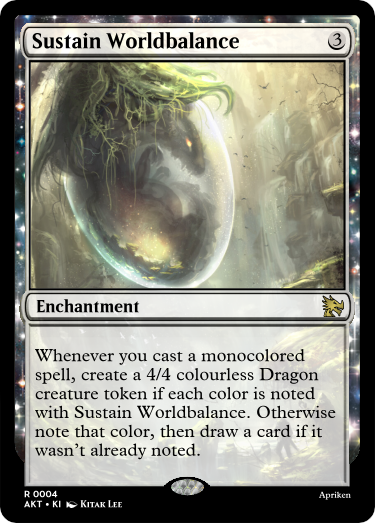 Sustain Worldbalance 3
Enchantment
Whenever you cast a monocolored
spell, create a 4/4 colourless Dragon
creature token if each color is noted
with Sustain Worldbalance. Otherwise
note that color, then draw a card if it
wasn't already noted.
R 0004 Apriken
AKT • KI Kitak Lee